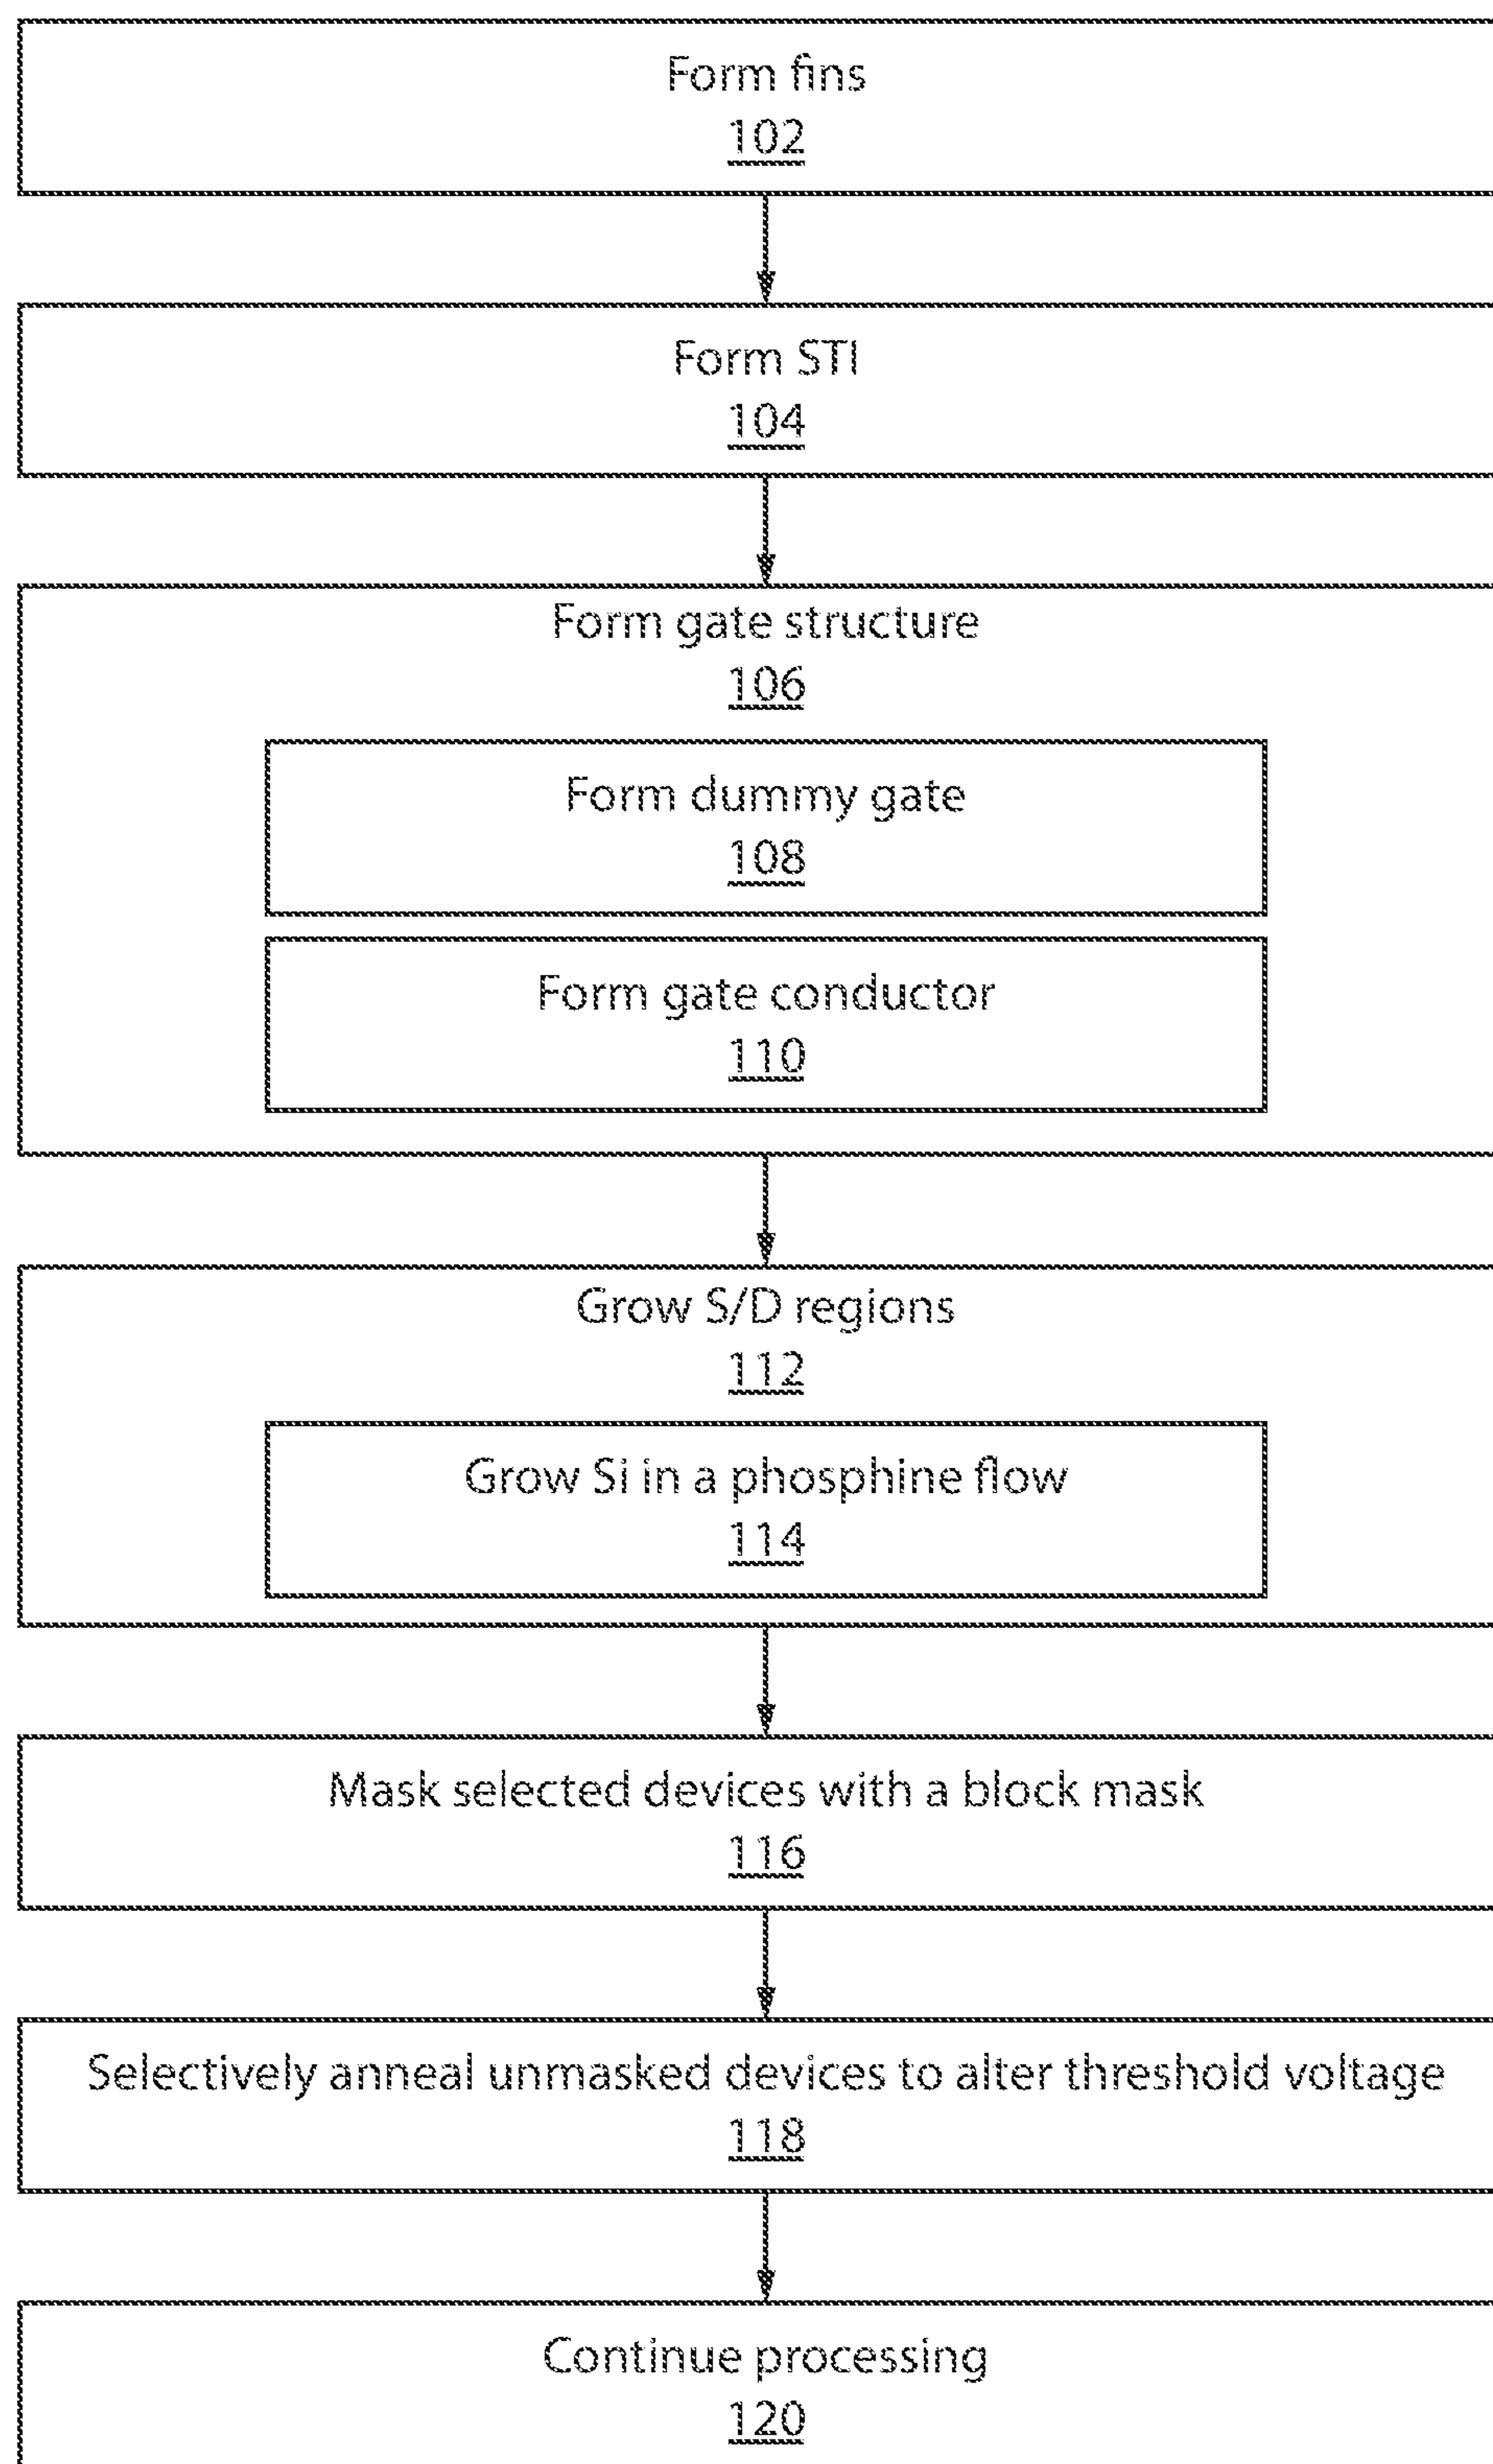 Form fins
102
Form STI
104
Form gate structure
106
Form dummy gate
108
Form gate conductor
110
Grow S/D regions
112
Grow Si in a phosphine flow
114
Mask selected devices with a block mask
116
Selectively anneal unmasked devices to alter threshold voltage
118
Continue processing
120